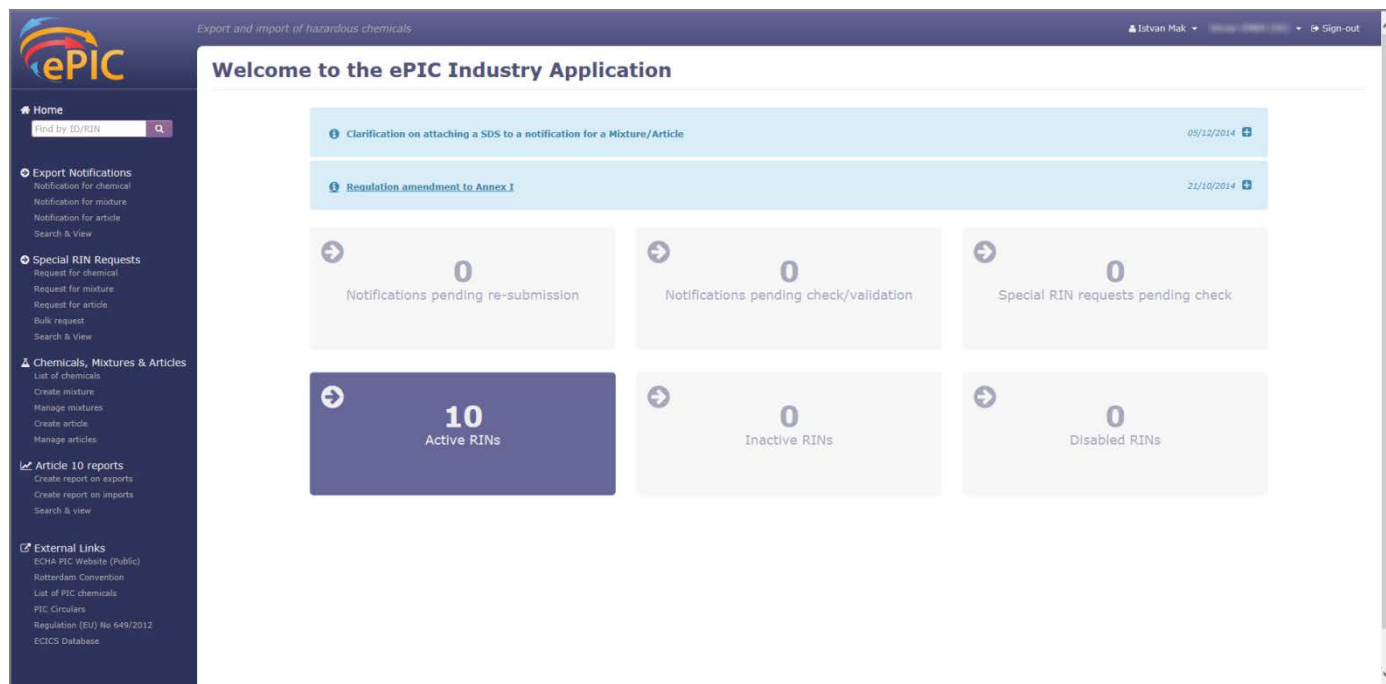 ePIC
Export and import of hazardous chemicals
Istvan Mak
Sign-out
Welcome to the ePIC Industry Application
Home
Find by ID/RIN
Export Notifications
Notification for chemical
Notification for mixture
Notification for article
Search & View
Special RIN Requests
Request for chemical
Request for mixture
Request for article
Bulk request
Search & View
Chemicals, Mixtures & Articles
List of chemicals
Create mixture
Manage mixtures
Create article
Manage articles
Article 10 reports
Create report on exports
Create report on imports
Search & view
External Links
ECHA PIC Website (Public)
Rotterdam Convention
List of PIC chemicals
PIC Circulars
Regulation (EU) No 649/2012
ECICS Database
Clarification on attaching a SDS to a notification for a Mixture/Article 05/12/2014
Regulation amendment to Annex I 21/10/2014
0
Notifications pending re-submission
0
Notifications pending check/validation
0
Special RIN requests pending check
10
Active RINs
0
Inactive RINs
0
Disabled RINs